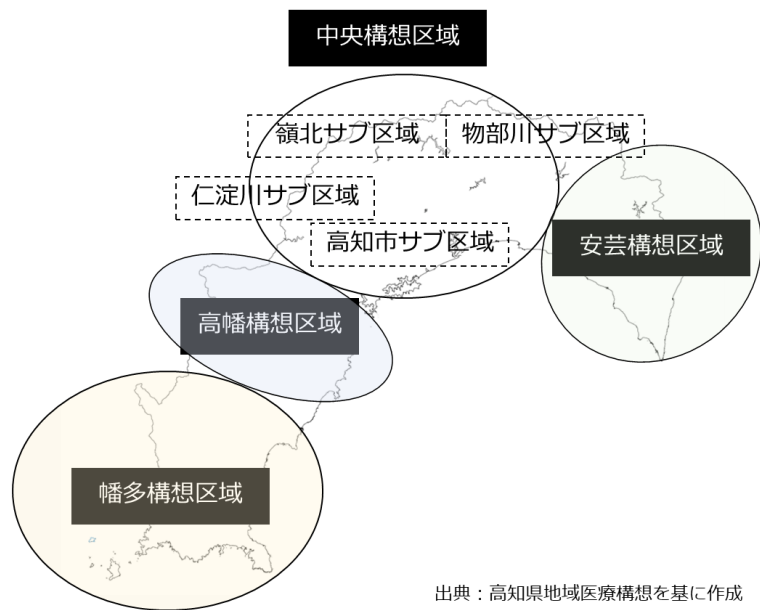 中央構想区域
嶺北サブ区域
物部川サブ区域
仁淀川サブ区域
高知市サブ区域
安芸構想区域
高幡構想区域
幡多構想区域
出典：高知県地域医療構想を基に作成